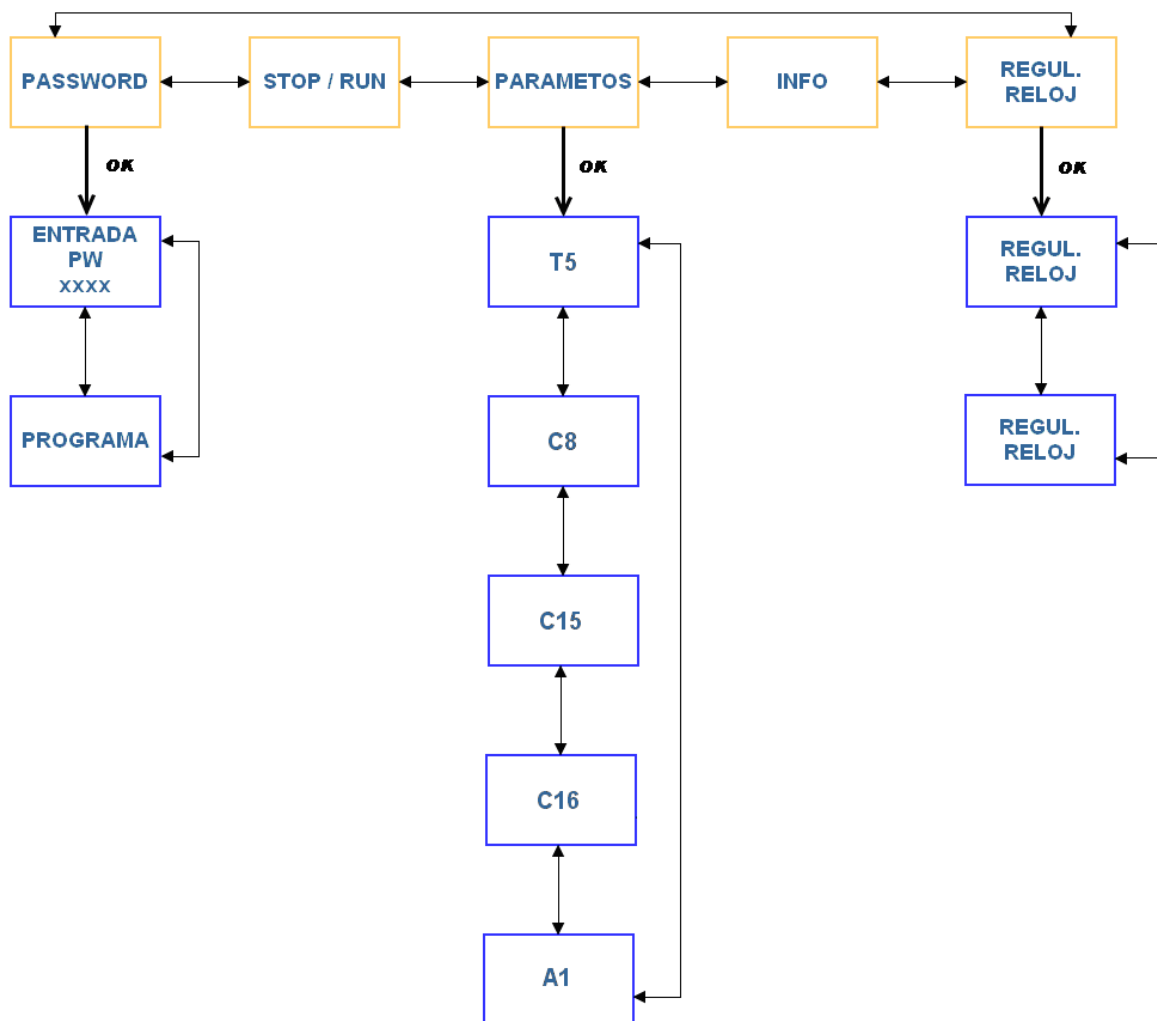 PASSWORD
STOP / RUN
PARAMETOS
INFO
REGUL.
RELOJ
OK
OK
OK
ENTRADA
PW
xxxx
T5
REGUL.
RELOJ
PROGRAMA
C8
REGUL.
RELOJ
C15
C16
A1